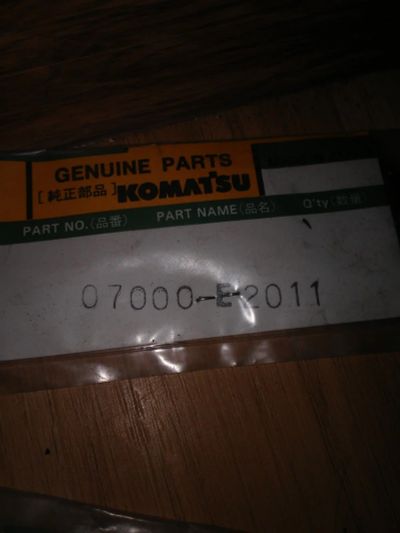 GENUINE PARTS
[純正部品] KOMATSU
PART NO.(品番) PART NAME(品名) Q'ty(数量)
07000-E-2011